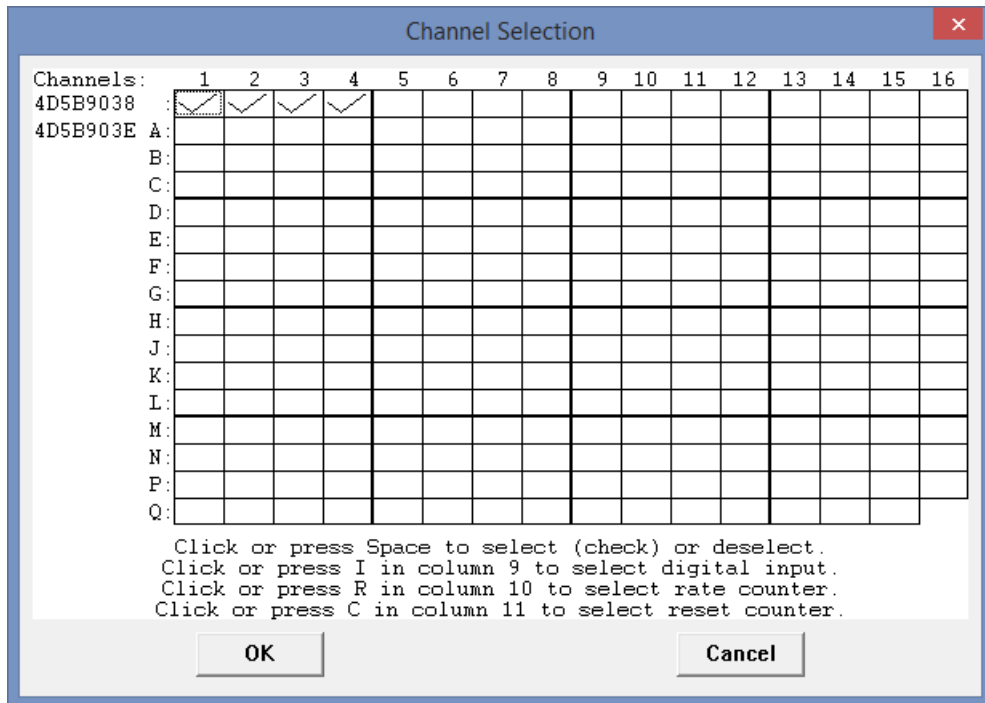 Channel Selection
Channels: 1 2 3 4 5 6 7 8 9 10 11 12 13 14 15 16
4D5B9038 :
4D5B903E A:
B:
C:
D:
E:
F:
G:
H:
J:
K:
L:
M:
N:
P:
Q:
Click or press Space to select (check) or deselect.
Click or press I in column 9 to select digital input.
Click or press R in column 10 to select rate counter.
Click or press C in column 11 to select reset counter.
OK Cancel